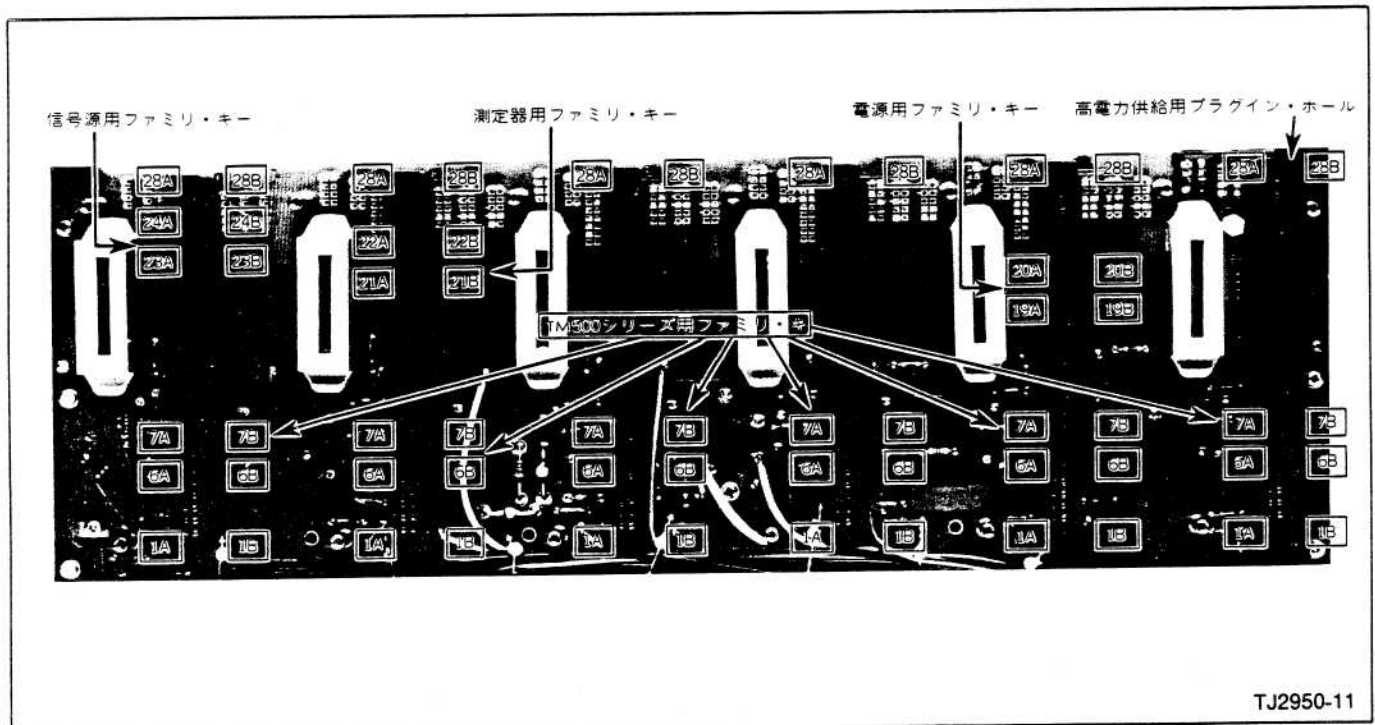 信号源用ファミリ・キー
測定器用ファミリ・キー
電源用ファミリ・キー
高電力供給用プラグイン・ホール
28A 28B 28A 28B 28A 28B 28A 28B 28A 28B 28A 28B
24A 24B
22A 22B
23A 23B
20A 20B
21A 21B
19A 19B
TM500シリーズ用ファミリ・キ
7A 7B 7A 7B 7A 7B 7A 7B 7A 7B 7A 7B
6A 6B 6A 6B 6A 6B 6A 6B 6A 6B 6A 6B
1A 1B 1A 1B 1A 1B 1A 1B 1A 1B 1A 1B
TJ2950-11